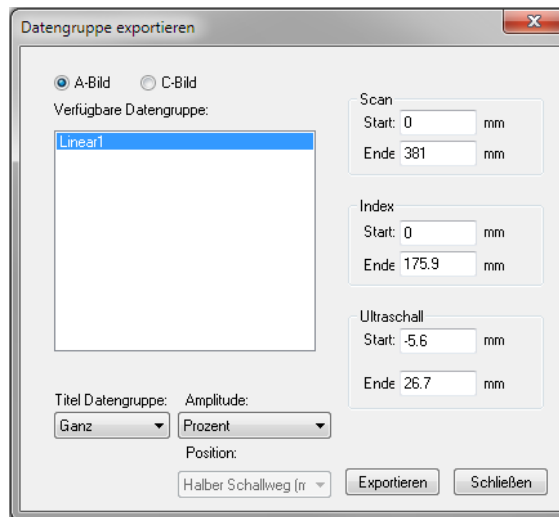 Datengruppe exportieren
A-Bild
C-Bild
Verfügbare Datengruppe:
Linear1
Scan
Start: 0 mm
Ende 381 mm
Index
Start: 0 mm
Ende 175.9 mm
Ultraschall
Start: -5.6 mm
Ende 26.7 mm
Titel Datengruppe:
Ganz
Amplitude:
Prozent
Position:
Halber Schallweg (
Exportieren
Schließen